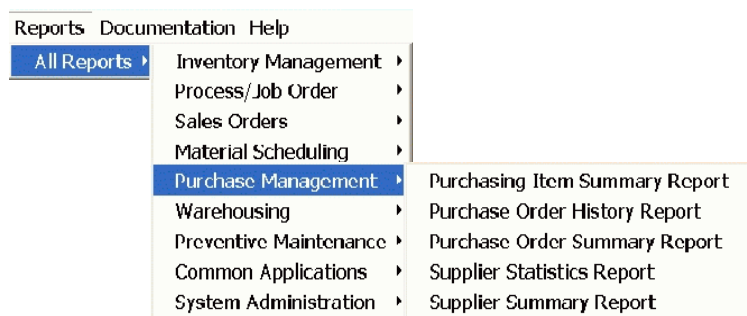 Reports Documentation Help
All Reports
Inventory Management
Process/Job Order
Sales Orders
Material Scheduling
Purchase Management
Warehousing
Preventive Maintenance
Common Applications
System Administration
Purchasing Item Summary Report
Purchase Order History Report
Purchase Order Summary Report
Supplier Statistics Report
Supplier Summary Report